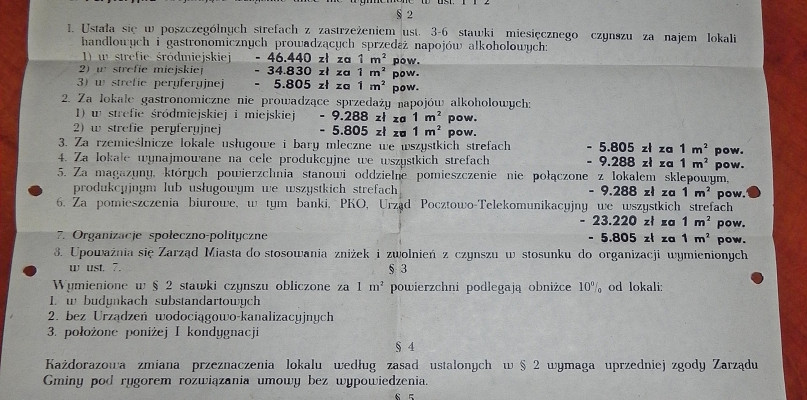 § 2
1. Ustala się w poszczególnych strefach z zastrzeżeniem ust. 3-6 stawki miesięcznego czynszu za najem lokali
handlowych i gastronomicznych prowadzących sprzedaż napojów alkoholowych:
1) w strefie śródmiejskiej - 46.440 zł za 1 m² pow.
2) w strefie miejskiej - 34.830 zł za 1 m² pow.
3) w strefie peryferyjnej - 5.805 zł za 1 m² pow.
2. Za lokale gastronomiczne nie prowadzące sprzedaży napojów alkoholowych:
1) w strefie śródmiejskiej i miejskiej - 9.288 zł za 1 m² pow.
2) w strefie peryferyjnej - 5.805 zł za 1 m² pow.
3. Za rzemieślnicze lokale usługowe i bary mleczne we wszystkich strefach - 5.805 zł za 1 m² pow.
4. Za lokale wynajmowane na cele produkcyjne we wszystkich strefach - 9.288 zł za 1 m² pow.
5. Za magazyny, których powierzchnia stanowi oddzielne pomieszczenie nie połączone z lokalem sklepowym,
produkcyjnym lub usługowym we wszystkich strefach - 9.288 zł za 1 m² pow.
6. Za pomieszczenia biurowe, w tym banki, PKO, Urząd Pocztowo-Telekomunikacyjny we wszystkich strefach
- 23.220 zł za 1 m² pow.
7. Organizacje społeczno-polityczne - 5.805 zł za 1 m² pow.
8. Upoważnia się Zarząd Miasta do stosowania zniżek i zwolnień z czynszu w stosunku do organizacji wymienionych
w ust. 7.
§ 3
Wymienione w § 2 stawki czynszu obliczone za 1 m² powierzchni podlegają obniżce 10% od lokali:
1. w budynkach substandartowych
2. bez Urządzeń wodociągowo-kanalizacyjnych
3. położone poniżej I kondygnacji
§ 4
Każdorazowa zmiana przeznaczenia lokalu według zasad ustalonych w § 2 wymaga uprzedniej zgody Zarządu
Gminy pod rygorem rozwiązania umowy bez wypowiedzenia.
§ 5